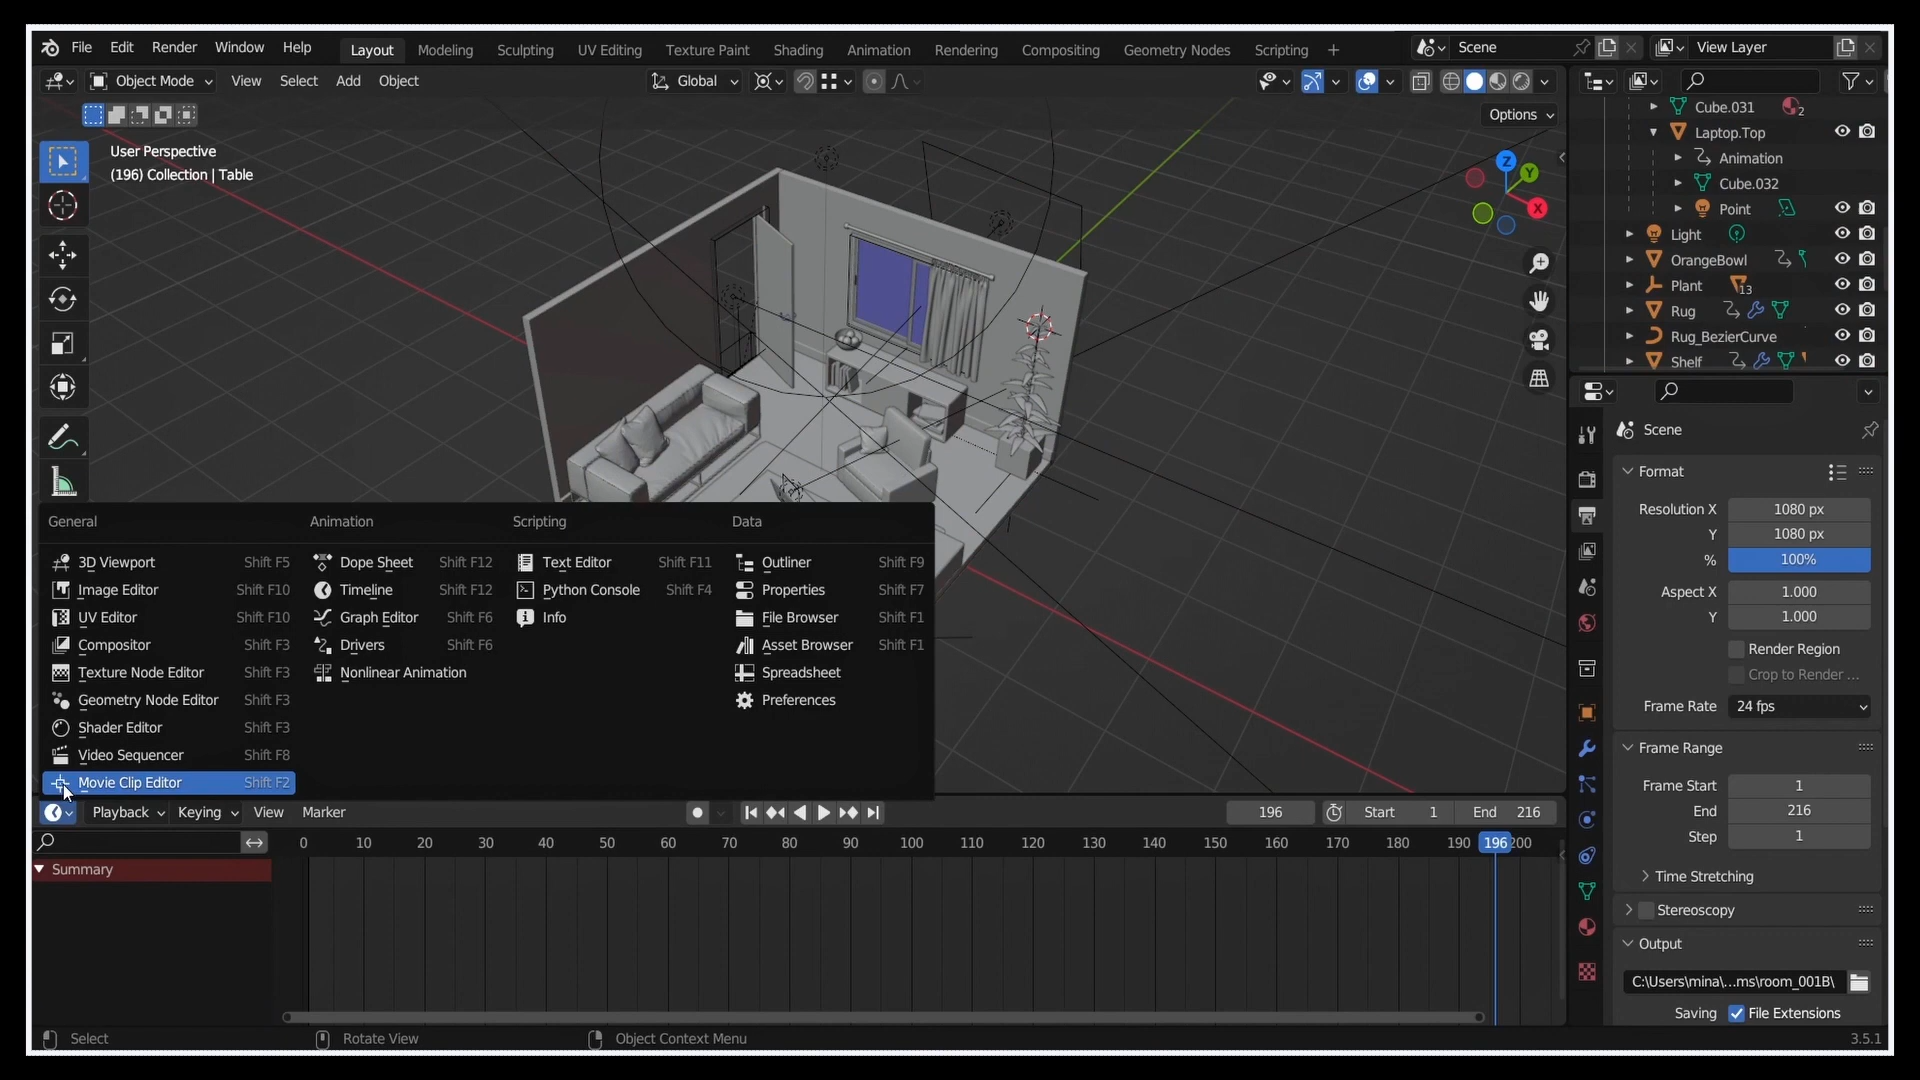 File Edit Render Window Help Layout Modeling Sculpting UV Editing Texture Paint Shading Animation Rendering Compositing Geometry Nodes Scripting + Scene View Layer
Object Mode View Select Add Object Global
Options
User Perspective
(196) Collection | Table
Z
Y
X
Cube.031 2
Laptop.Top
Animation
Cube.032
Point
Light
OrangeBowl
Plant 13
Rug
Rug_BezierCurve
Shelf
Scene
Format
Resolution X 1080 px
Y 1080 px
% 100%
Aspect X 1.000
Y 1.000
Render Region
Crop to Render ...
Frame Rate 24 fps
Frame Range
Frame Start 1
End 216
Step 1
Time Stretching
Stereoscopy
Output
C:\Users\mina\...ms\room_001B\
Saving File Extensions
General Animation Scripting Data
3D Viewport Shift F5 Dope Sheet Shift F12 Text Editor Shift F11 Outliner Shift F9
Image Editor Shift F10 Timeline Shift F12 Python Console Shift F4 Properties Shift F7
UV Editor Shift F10 Graph Editor Shift F6 Info File Browser Shift F1
Compositor Shift F3 Drivers Shift F6 Asset Browser Shift F1
Texture Node Editor Shift F3 Nonlinear Animation Spreadsheet
Geometry Node Editor Shift F3 Preferences
Shader Editor Shift F3
Video Sequencer Shift F8
Movie Clip Editor Shift F2
Playback Keying View Marker 196 Start 1 End 216
0 10 20 30 40 50 60 70 80 90 100 110 120 130 140 150 160 170 180 190 196 200
Summary
Select Rotate View Object Context Menu 3.5.1